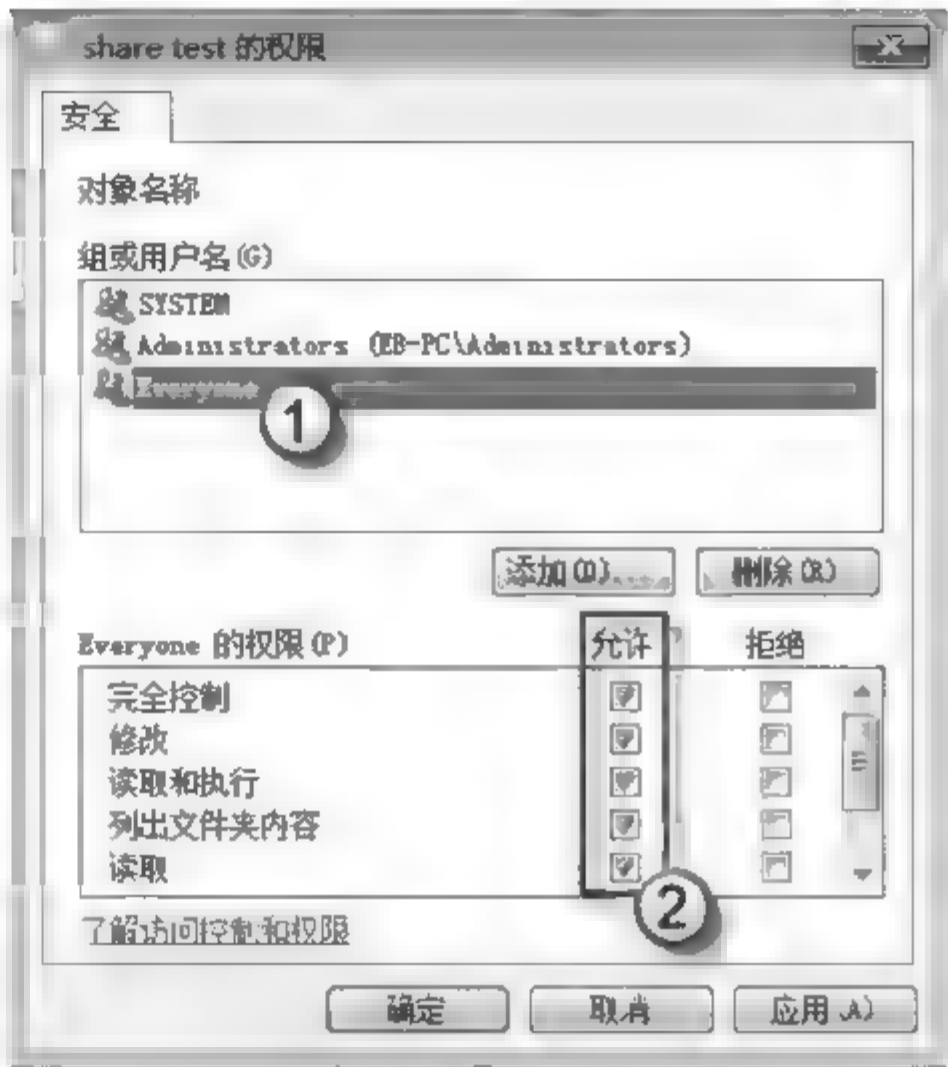 share test 的权限
安全
对象名称
组或用户名(G)
SYSTEM
Administrators (EB-PC\Administrators)
Everyone
1
添加(D)... 删除(R)
Everyone 的权限(P) 允许 拒绝
完全控制
修改
读取和执行
列出文件夹内容
读取
2
了解访问控制和权限
确定 取消 应用(A)